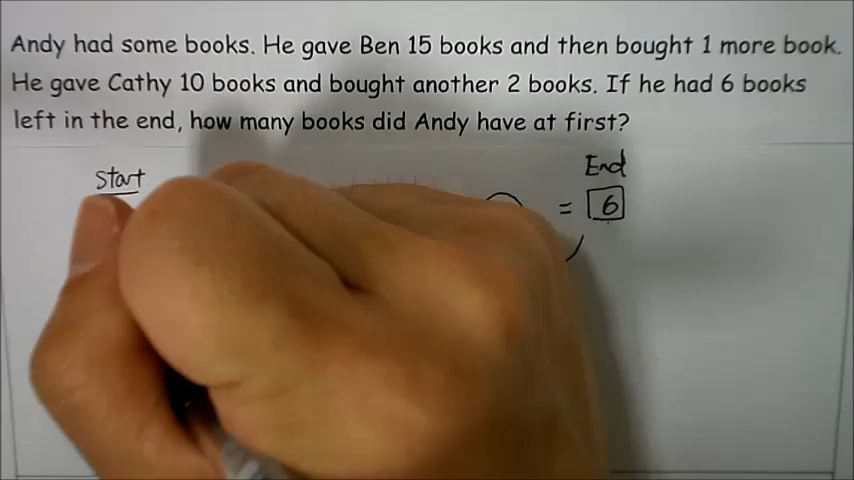 Andy had some books. He gave Ben 15 books and then bought 1 more book.
He gave Cathy 10 books and bought another 2 books. If he had 6 books
left in the end, how many books did Andy have at first?
Start
End
= 6